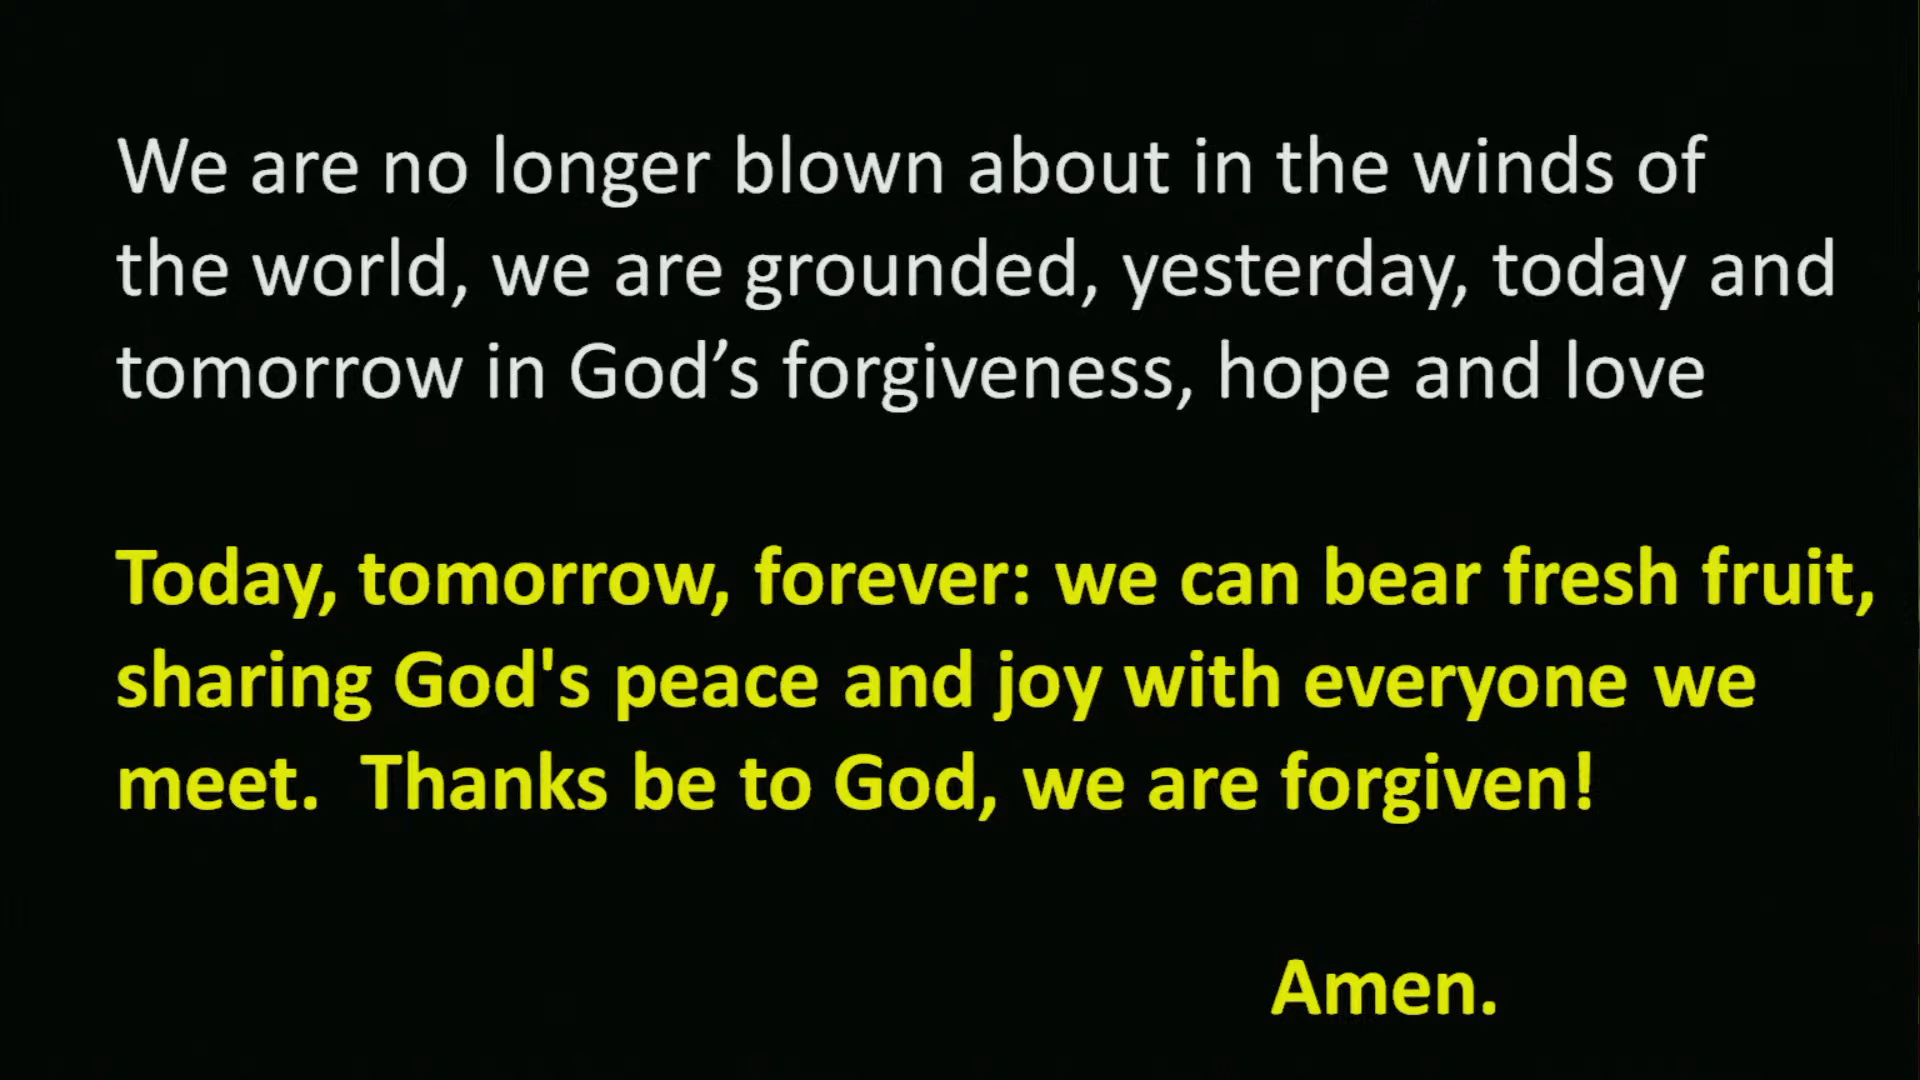 We are no longer blown about in the winds of
the world, we are grounded, yesterday, today and
tomorrow in God’s forgiveness, hope and love
Today, tomorrow, forever: we can bear fresh fruit,
sharing God's peace and joy with everyone we
meet.  Thanks be to God, we are forgiven!
Amen.